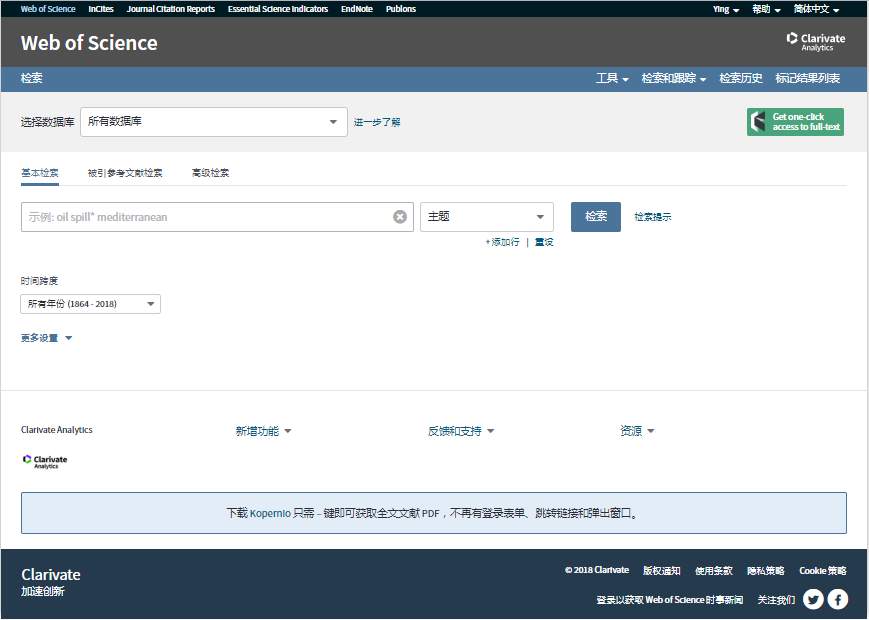 Web of Science InCites Journal Citation Reports Essential Science Indicators EndNote Publons Ying 帮助 简体中文
Web of Science
Clarivate
Analytics
检索 工具 检索和跟踪 检索历史 标记结果列表
选择数据库 所有数据库 进一步了解
Get one-click
access to full-text
基本检索 被引参考文献检索 高级检索
示例: oil spill* mediterranean 主题 检索 检索提示
+添加行 | 重设
时间跨度
所有年份 (1864 - 2018)
更多设置
Clarivate Analytics 新增功能 反馈和支持 资源
Clarivate
Analytics
下载 Kopernio 只需 – 键即可获取全文文献 PDF，不再有登录表单、跳转链接和弹出窗口。
Clarivate
加速创新
© 2018 Clarivate 版权通知 使用条款 隐私策略 Cookie 策略
登录以获取 Web of Science 时事新闻 关注我们